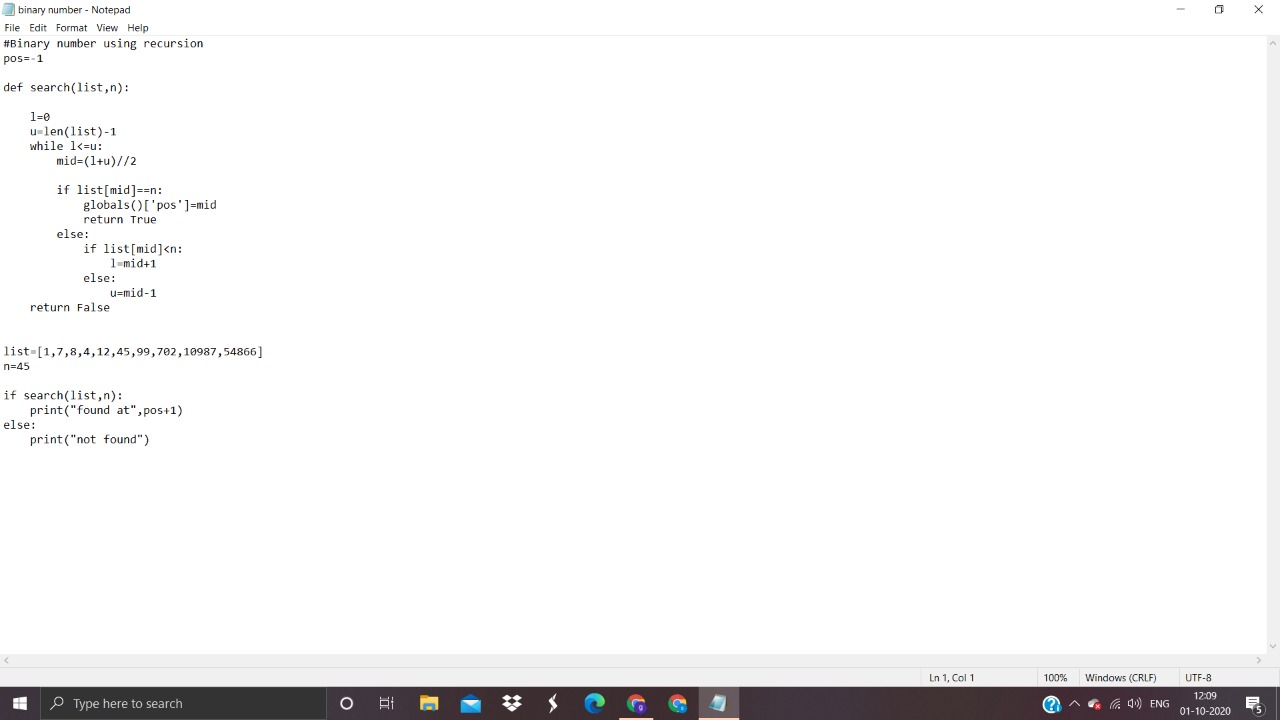 binary number - Notepad
File Edit Format View Help
#Binary number using recursion
pos=-1
def search(list,n):
    l=0
    u=len(list)-1
    while l<=u:
        mid=(l+u)//2
        if list[mid]==n:
            globals()['pos']=mid
            return True
        else:
            if list[mid]<n:
                l=mid+1
            else:
                u=mid-1
    return False
list=[1,7,8,4,12,45,99,702,10987,54866]
n=45
if search(list,n):
    print("found at",pos+1)
else:
    print("not found")
Ln 1, Col 1 100% Windows (CRLF) UTF-8
Type here to search
ENG
12:09
01-10-2020
5